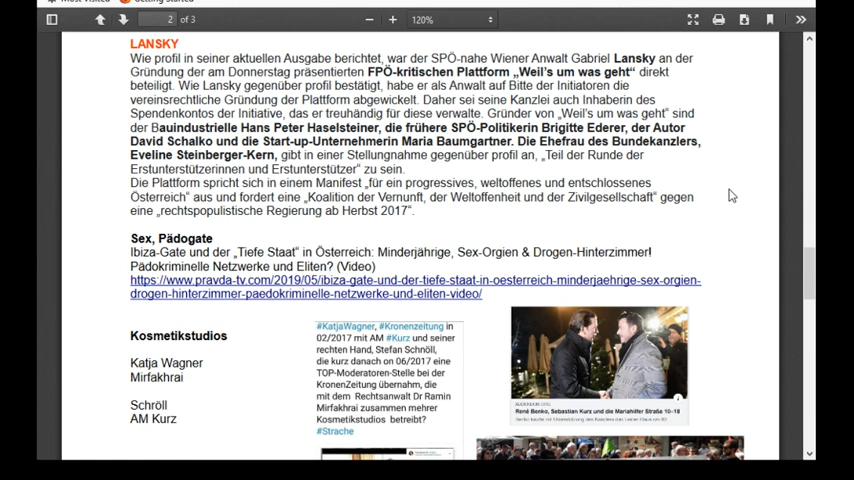 2 of 3
120%
LANSKY
Wie profil in seiner aktuellen Ausgabe berichtet, war der SPÖ-nahe Wiener Anwalt Gabriel Lansky an der
Gründung der am Donnerstag präsentierten FPÖ-kritischen Plattform „Weil's um was geht“ direkt
beteiligt. Wie Lansky gegenüber profil bestätigt, habe er als Anwalt auf Bitte der Initiatoren die
vereinsrechtliche Gründung der Plattform abgewickelt. Daher sei seine Kanzlei auch Inhaberin des
Spendenkontos der Initiative, das er treuhändig für diese verwalte. Gründer von „Weil's um was geht“ sind
der Bauindustrielle Hans Peter Haselsteiner, die frühere SPÖ-Politikerin Brigitte Ederer, der Autor
David Schalko und die Start-up-Unternehmerin Maria Baumgartner. Die Ehefrau des Bundekanzlers,
Eveline Steinberger-Kern, gibt in einer Stellungnahme gegenüber profil an, „Teil der Runde der
Erstunterstützerinnen und Erstunterstützer“ zu sein.
Die Plattform spricht sich in einem Manifest „für ein progressives, weltoffenes und entschlossenes
Österreich“ aus und fordert eine „Koalition der Vernunft, der Weltoffenheit und der Zivilgesellschaft“ gegen
eine „rechtspopulistische Regierung ab Herbst 2017“.
Sex, Pädogate
Ibiza-Gate und der „Tiefe Staat“ in Österreich: Minderjährige, Sex-Orgien & Drogen-Hinterzimmer!
Pädokriminelle Netzwerke und Eliten? (Video)
https://www.pravda-tv.com/2019/05/ibiza-gate-und-der-tiefe-staat-in-oesterreich-minderjaehrige-sex-orgien-
drogen-hinterzimmer-paedokriminelle-netzwerke-und-eliten-video/
Kosmetikstudios
Katja Wagner
Mirfakhrai
Schröll
AM Kurz
#KatjaWagner, #Kronenzeitung in
02/2017 mit AM #Kurz und seiner
rechten Hand, Stefan Schnöll,
die kurz danach on 06/2017 eine
TOP-Moderatoren-Stelle bei der
KronenZeitung übernahm, die
mit dem Rechtsanwalt Dr Ramin
Mirfakhrai zusammen mehrer
Kosmetikstudios betreibt?
#Strache
René Benko, Sebastian Kurz und die Mariahilfer Straße 10–18